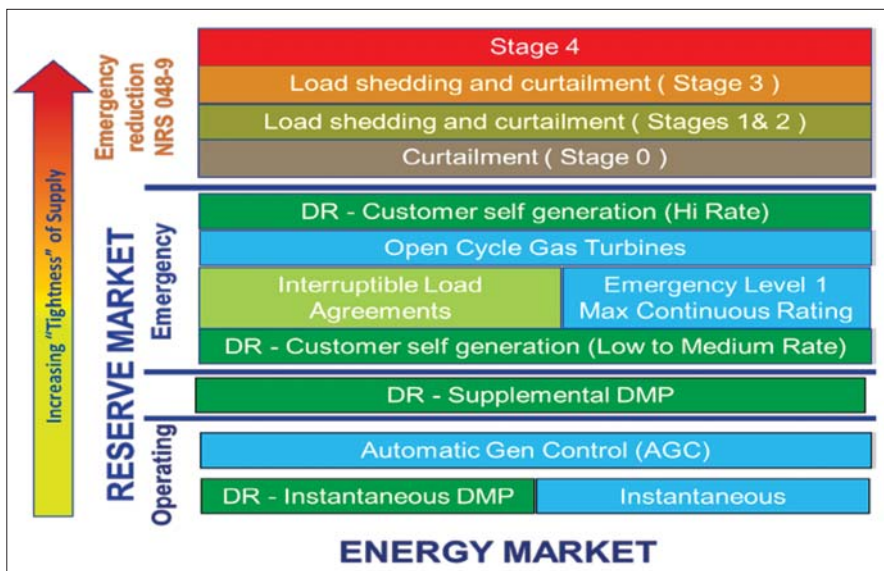 Increasing "Tightness" of Supply
Emergency
reduction
NRS 048-9
Stage 4
Load shedding and curtailment ( Stage 3 )
Load shedding and curtailment ( Stages 1& 2 )
Curtailment ( Stage 0 )
RESERVE MARKET
Emergency
DR - Customer self generation (Hi Rate)
Open Cycle Gas Turbines
Interruptible Load
Agreements
Emergency Level 1
Max Continuous Rating
DR - Customer self generation (Low to Medium Rate)
DR - Supplemental DMP
Operating
Automatic Gen Control (AGC)
DR - Instantaneous DMP
Instantaneous
ENERGY MARKET